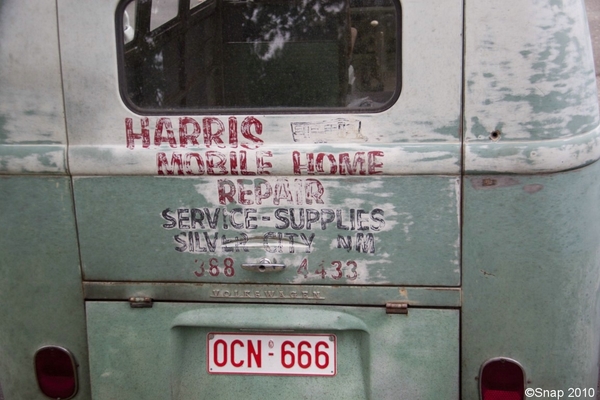 HARRIS
MOBILE HOME
REPAIR
SERVICE-SUPPLIES
SILVER CITY NM
388 4433
VOLKSWAGEN
OCN-666
©Snap 2010